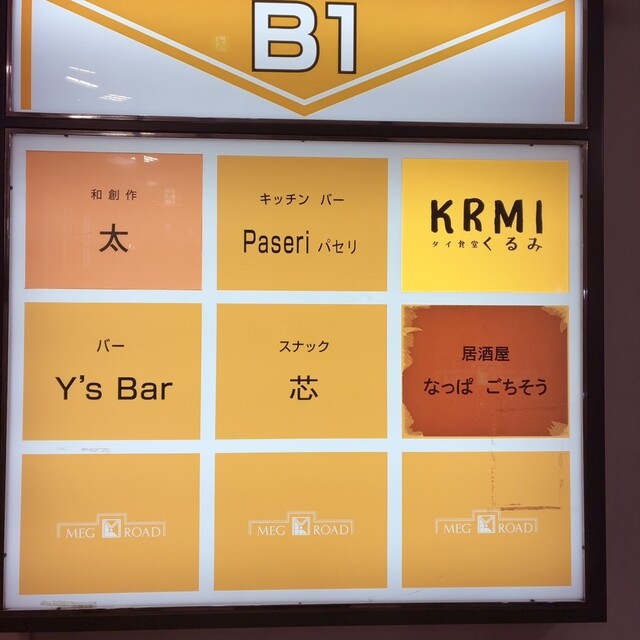 B1
和創作
太
キッチン バー
Paseri パセリ
KRMI
タイ食堂くるみ
バー
Y's Bar
スナック
芯
居酒屋
なっぱ ごちそう
MEG ROAD
MEG ROAD
MEG ROAD